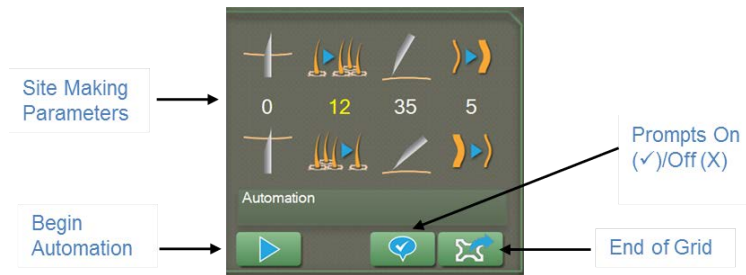 Site Making
Parameters
0 12 35 5
Prompts On
(✓)/Off (X)
Automation
Begin
Automation
End of Grid